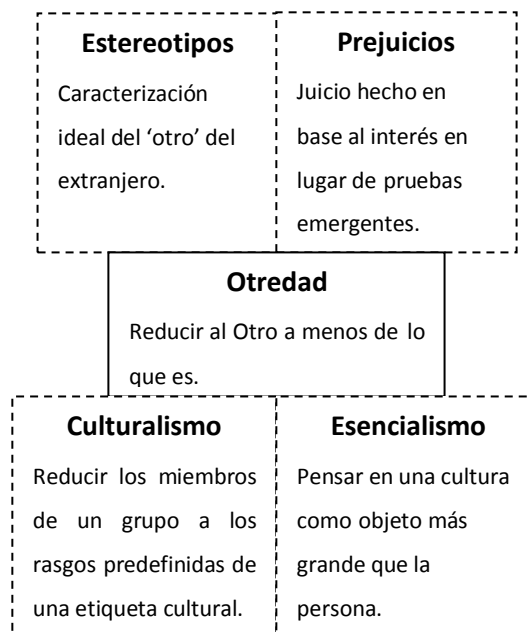 Estereotipos
Caracterización
ideal del ‘otro’ del
extranjero.
Prejuicios
Juicio hecho en
base al interés en
lugar de pruebas
emergentes.
Otredad
Reducir al Otro a menos de lo
que es.
Culturalismo
Reducir los miembros
de un grupo a los
rasgos predefinidas de
una etiqueta cultural.
Esencialismo
Pensar en una cultura
como objeto más
grande que la
persona.